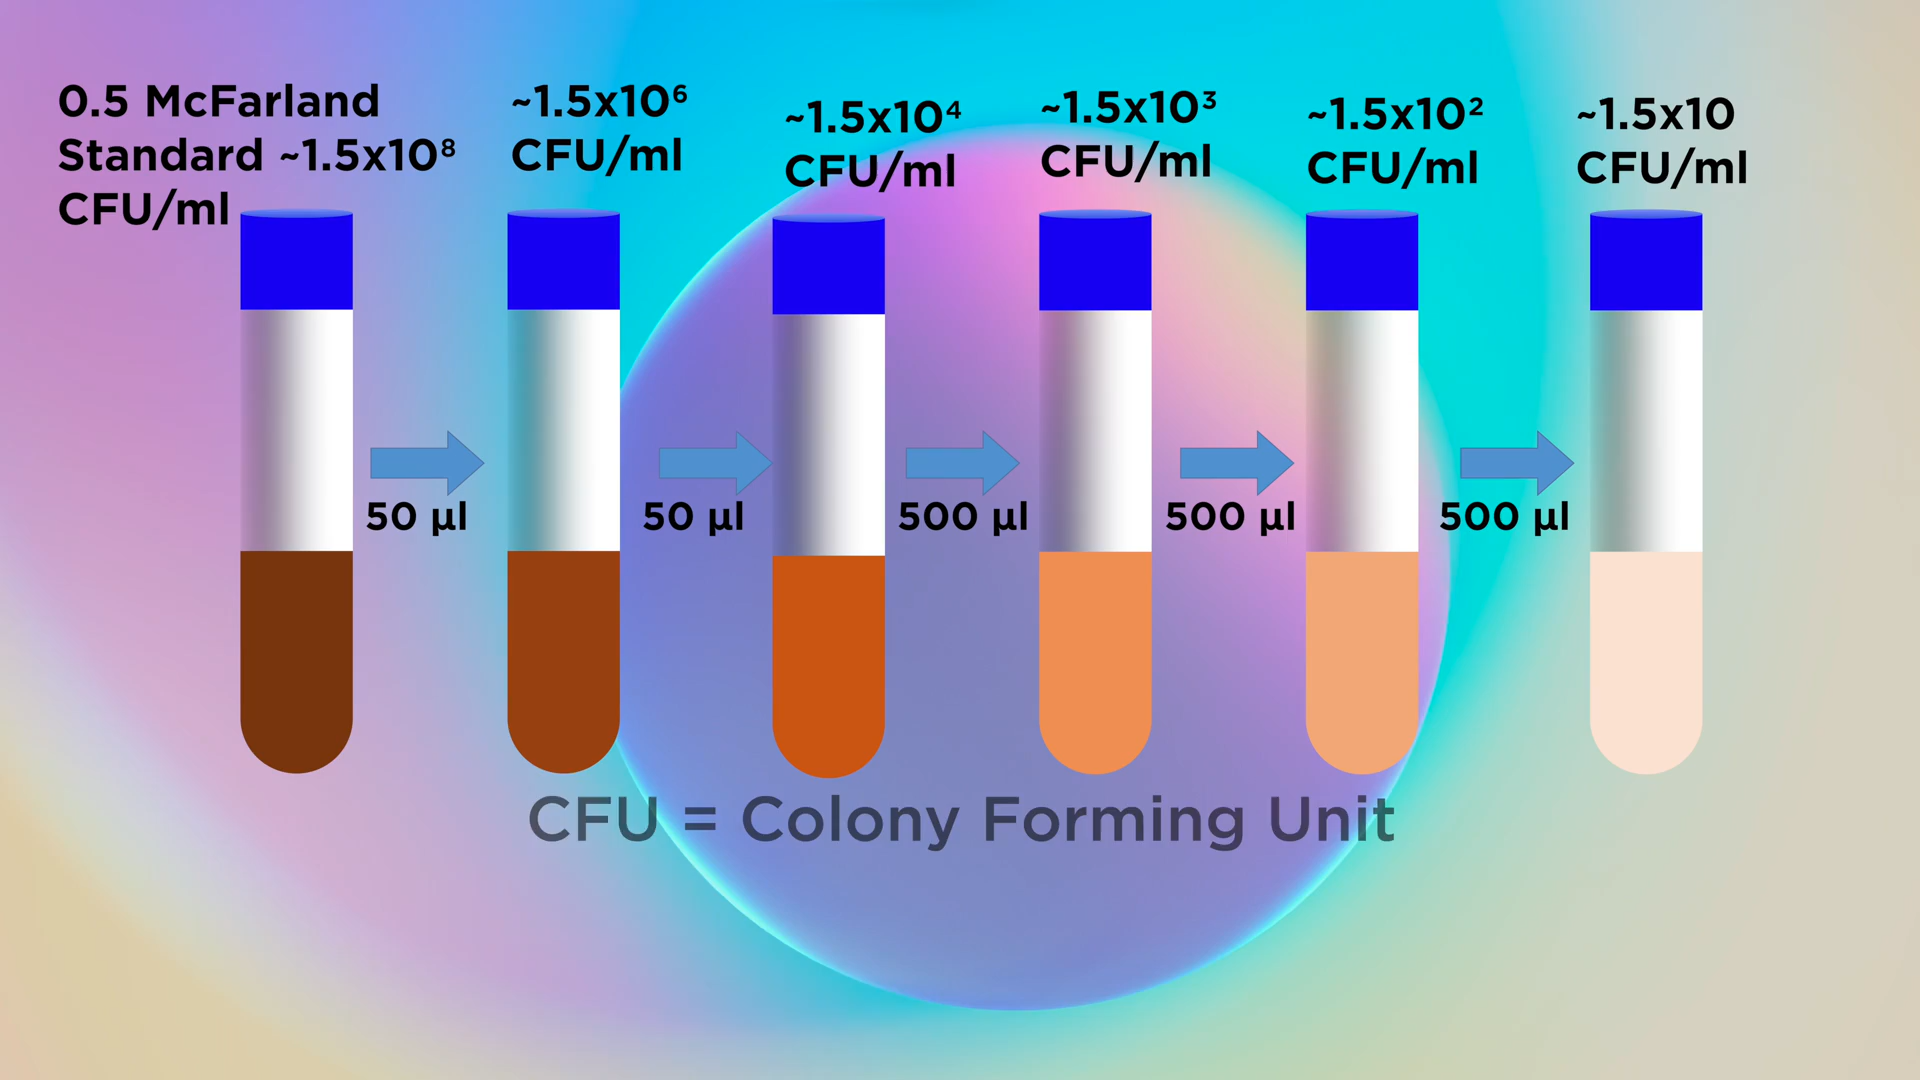 0.5 McFarland
Standard ~1.5x10⁸
CFU/ml
~1.5x10⁶
CFU/ml
~1.5x10⁴
CFU/ml
~1.5x10³
CFU/ml
~1.5x10²
CFU/ml
~1.5x10
CFU/ml
50 µl
50 µl
500 µl
500 µl
500 µl
CFU = Colony Forming Unit